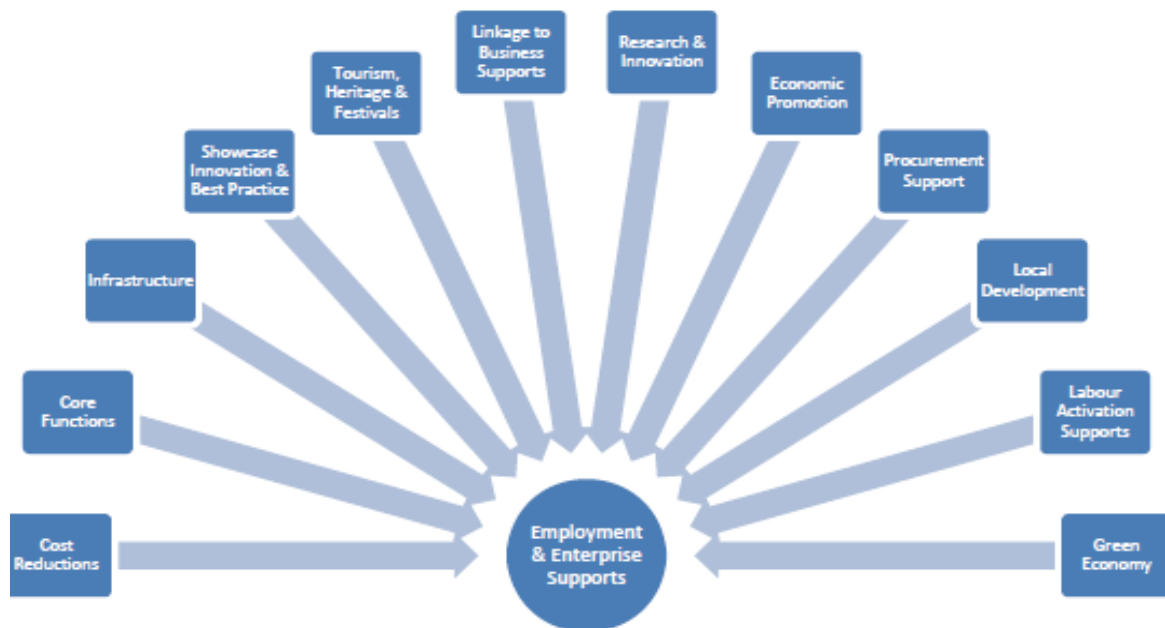 Linkage to
Business
Supports
Research &
Innovation
Tourism,
Heritage &
Festivals
Economic
Promotion
Showcase
Innovation &
Best Practice
Procurement
Support
Infrastructure
Local
Development
Core
Functions
Labour
Activation
Supports
Cost
Reductions
Employment
& Enterprise
Supports
Green
Economy